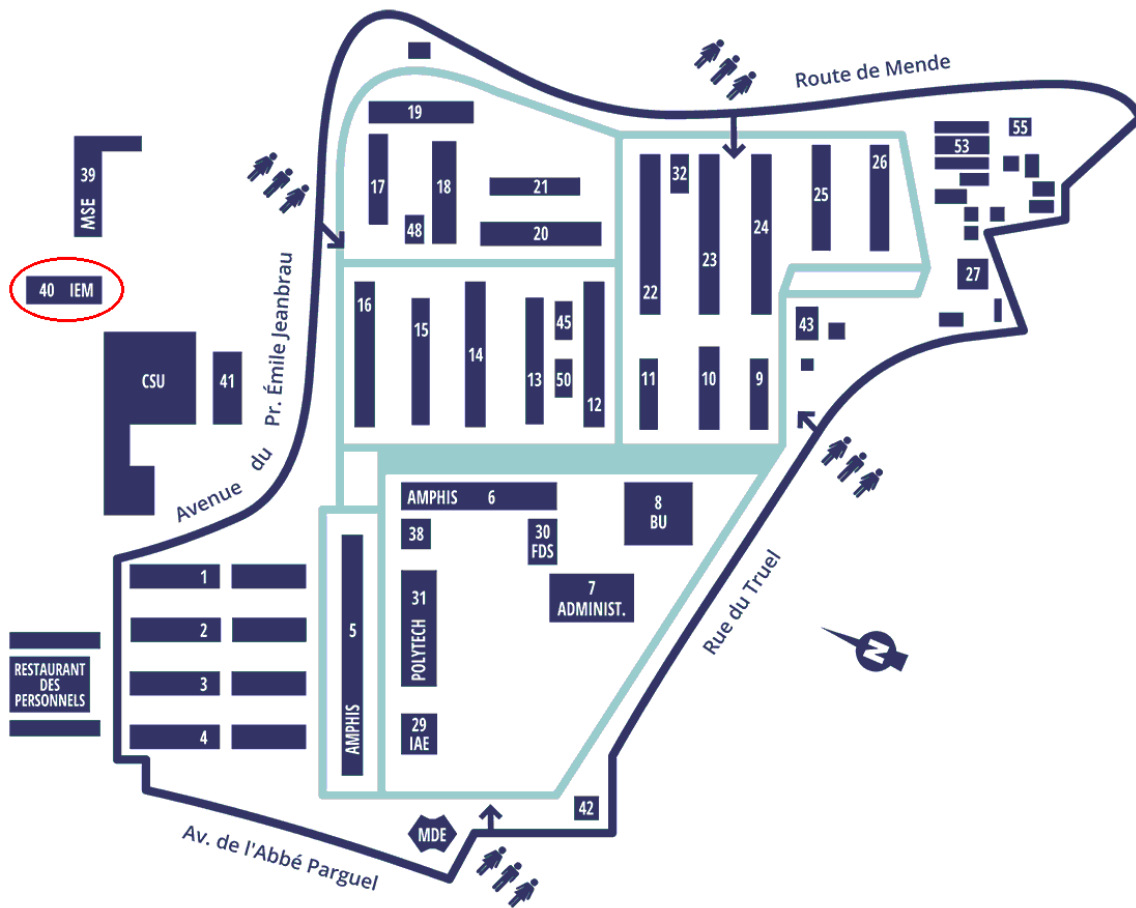 Route de Mende
19
55
53
39
MSE
17
18
32
25
26
21
24
48
20
23
27
22
40 IEM
Avenue du Pr. Émile Jeanbrau
16
15
14
45
43
CSU
41
13
50
12
11
10
9
AMPHIS 6
8
BU
38
30
FDS
1
31
POLYTECH
7
ADMINIST.
5
AMPHIS
2
Rue du Truel
N
RESTAURANT
DES
PERSONNELS
3
4
29
IAE
42
MDE
Av. de l'Abbé Parguel